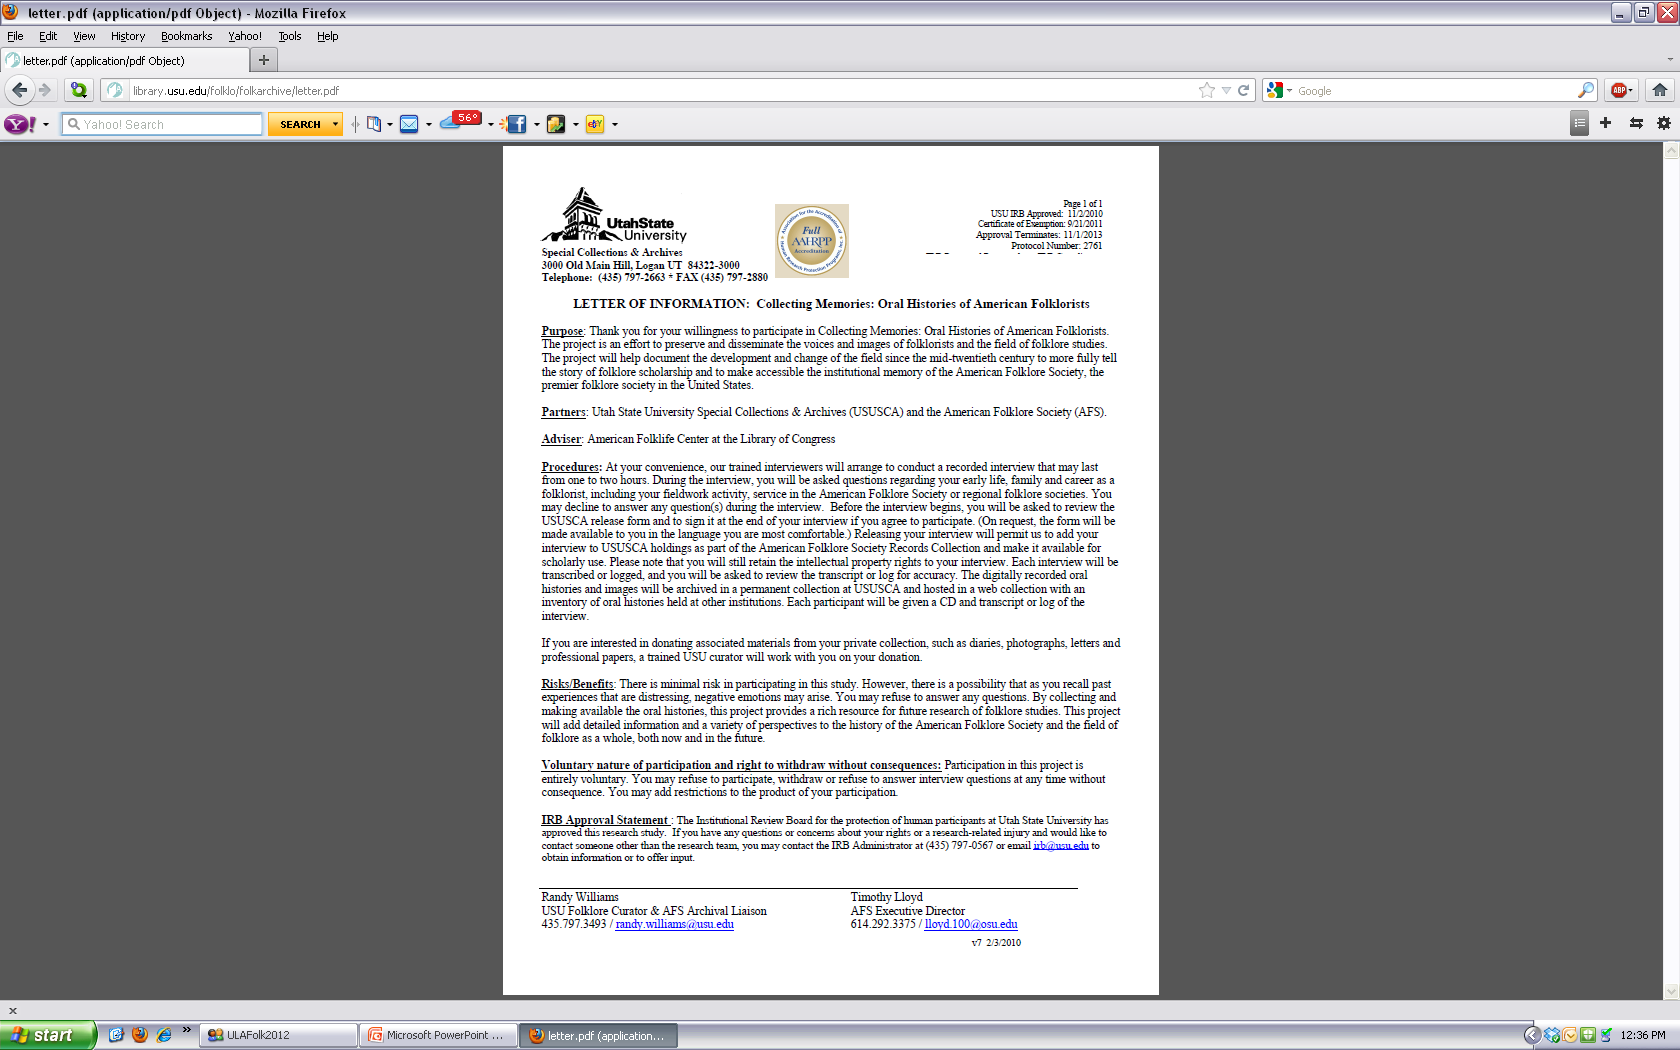 letter.pdf (application/pdf Object) - Mozilla Firefox
File Edit View History Bookmarks Yahoo! Tools Help
letter.pdf (application/pdf Object)
library.usu.edu/folklo/folkarchive/letter.pdf
Google
ABP
Y!
Yahoo! Search
SEARCH
56°
f
ebY
UtahState
University
Special Collections & Archives
3000 Old Main Hill, Logan UT 84322-3000
Telephone: (435) 797-2663 * FAX (435) 797-2880
Association for the Accreditation of Human Research Protection Programs, Inc.
Full
AAHRPP
Accreditation
Page 1 of 1
USU IRB Approved: 11/2/2010
Certificate of Exemption: 9/21/2011
Approval Terminates: 11/1/2013
Protocol Number: 2761
LETTER OF INFORMATION: Collecting Memories: Oral Histories of American Folklorists
Purpose: Thank you for your willingness to participate in Collecting Memories: Oral Histories of American Folklorists.
The project is an effort to preserve and disseminate the voices and images of folklorists and the field of folklore studies.
The project will help document the development and change of the field since the mid-twentieth century to more fully tell
the story of folklore scholarship and to make accessible the institutional memory of the American Folklore Society, the
premier folklore society in the United States.
Partners: Utah State University Special Collections & Archives (USUSCA) and the American Folklore Society (AFS).
Adviser: American Folklife Center at the Library of Congress
Procedures: At your convenience, our trained interviewers will arrange to conduct a recorded interview that may last
from one to two hours. During the interview, you will be asked questions regarding your early life, family and career as a
folklorist, including your fieldwork activity, service in the American Folklore Society or regional folklore societies. You
may decline to answer any question(s) during the interview. Before the interview begins, you will be asked to review the
USUSCA release form and to sign it at the end of your interview if you agree to participate. (On request, the form will be
made available to you in the language you are most comfortable.) Releasing your interview will permit us to add your
interview to USUSCA holdings as part of the American Folklore Society Records Collection and make it available for
scholarly use. Please note that you will still retain the intellectual property rights to your interview. Each interview will be
transcribed or logged, and you will be asked to review the transcript or log for accuracy. The digitally recorded oral
histories and images will be archived in a permanent collection at USUSCA and hosted in a web collection with an
inventory of oral histories held at other institutions. Each participant will be given a CD and transcript or log of the
interview.
If you are interested in donating associated materials from your private collection, such as diaries, photographs, letters and
professional papers, a trained USU curator will work with you on your donation.
Risks/Benefits: There is minimal risk in participating in this study. However, there is a possibility that as you recall past
experiences that are distressing, negative emotions may arise. You may refuse to answer any questions. By collecting and
making available the oral histories, this project provides a rich resource for future research of folklore studies. This project
will add detailed information and a variety of perspectives to the history of the American Folklore Society and the field of
folklore as a whole, both now and in the future.
Voluntary nature of participation and right to withdraw without consequences: Participation in this project is
entirely voluntary. You may refuse to participate, withdraw or refuse to answer interview questions at any time without
consequence. You may add restrictions to the product of your participation.
IRB Approval Statement : The Institutional Review Board for the protection of human participants at Utah State University has
approved this research study. If you have any questions or concerns about your rights or a research-related injury and would like to
contact someone other than the research team, you may contact the IRB Administrator at (435) 797-0567 or email irb@usu.edu to
obtain information or to offer input.
Randy Williams
USU Folklore Curator & AFS Archival Liaison
435.797.3493 / randy.williams@usu.edu
Timothy Lloyd
AFS Executive Director
614.292.3375 / lloyd.100@osu.edu
v7 2/3/2010
start
ULAFolk2012
Microsoft PowerPoint ...
letter.pdf (application...
12:36 PM